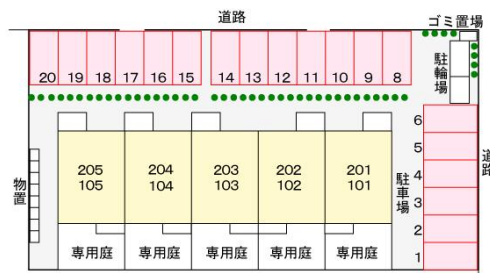 道路
ゴミ置場
20 19 18 17 16 15 14 13 12 11 10 9 8
駐輪場
6
5
4
3
2
1
道路
駐車場
物置
205 204 203 202 201
105 104 103 102 101
専用庭 専用庭 専用庭 専用庭 専用庭